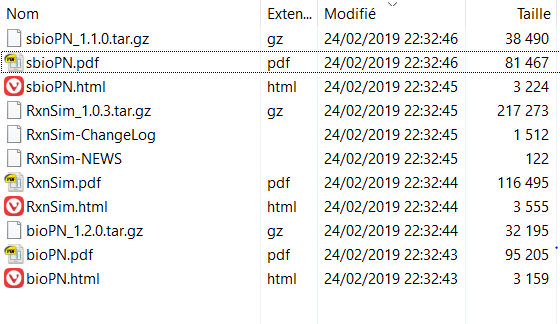 Nom Exten... Modifié Taille
sbioPN_1.1.0.tar.gz gz 24/02/2019 22:32:46 38 490
sbioPN.pdf pdf 24/02/2019 22:32:46 81 467
sbioPN.html html 24/02/2019 22:32:45 3 224
RxnSim_1.0.3.tar.gz gz 24/02/2019 22:32:45 217 273
RxnSim-ChangeLog 24/02/2019 22:32:45 1 512
RxnSim-NEWS 24/02/2019 22:32:45 122
RxnSim.pdf pdf 24/02/2019 22:32:44 116 495
RxnSim.html html 24/02/2019 22:32:44 3 555
bioPN_1.2.0.tar.gz gz 24/02/2019 22:32:44 32 195
bioPN.pdf pdf 24/02/2019 22:32:43 95 205
bioPN.html html 24/02/2019 22:32:43 3 159